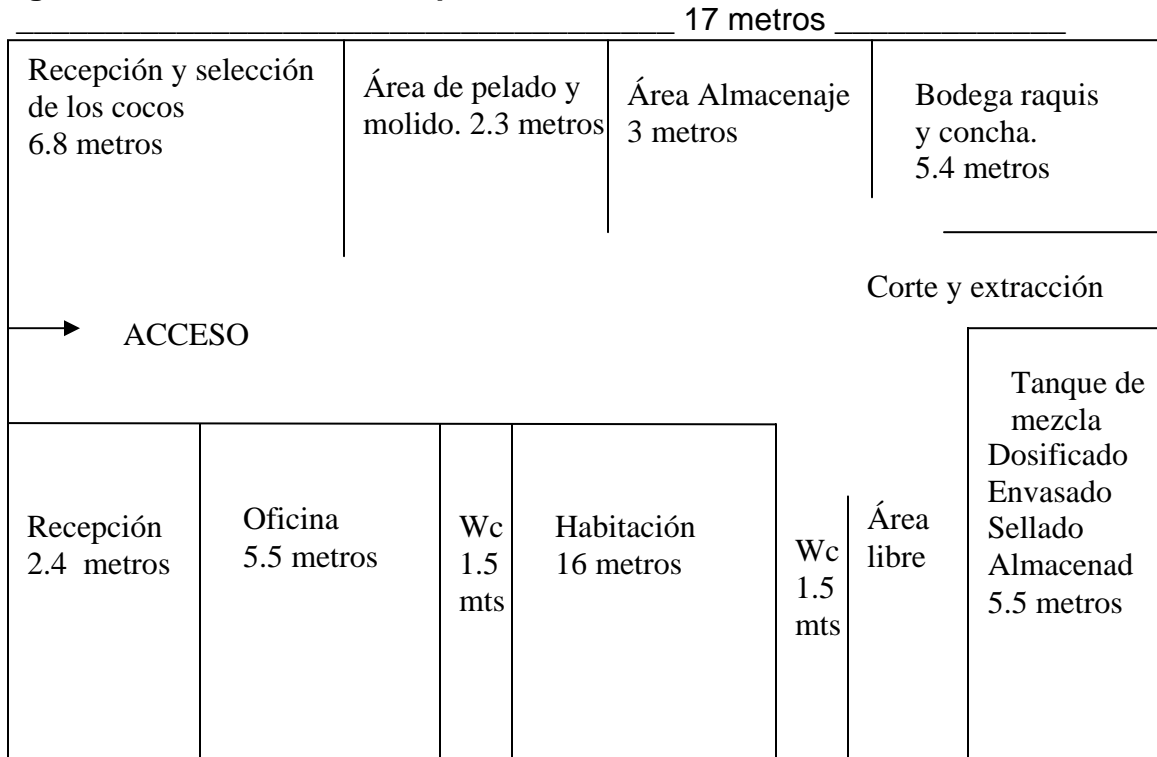 17 metros
Recepción y selección
de los cocos
6.8 metros
Área de pelado y
molido. 2.3 metros
Área Almacenaje
3 metros
Bodega raquis
y concha.
5.4 metros
Corte y extracción
ACCESO
Recepción
2.4 metros
Oficina
5.5 metros
Wc
1.5
mts
Habitación
16 metros
Wc
1.5
mts
Área
libre
Tanque de
mezcla
Dosificado
Envasado
Sellado
Almacenad
5.5 metros